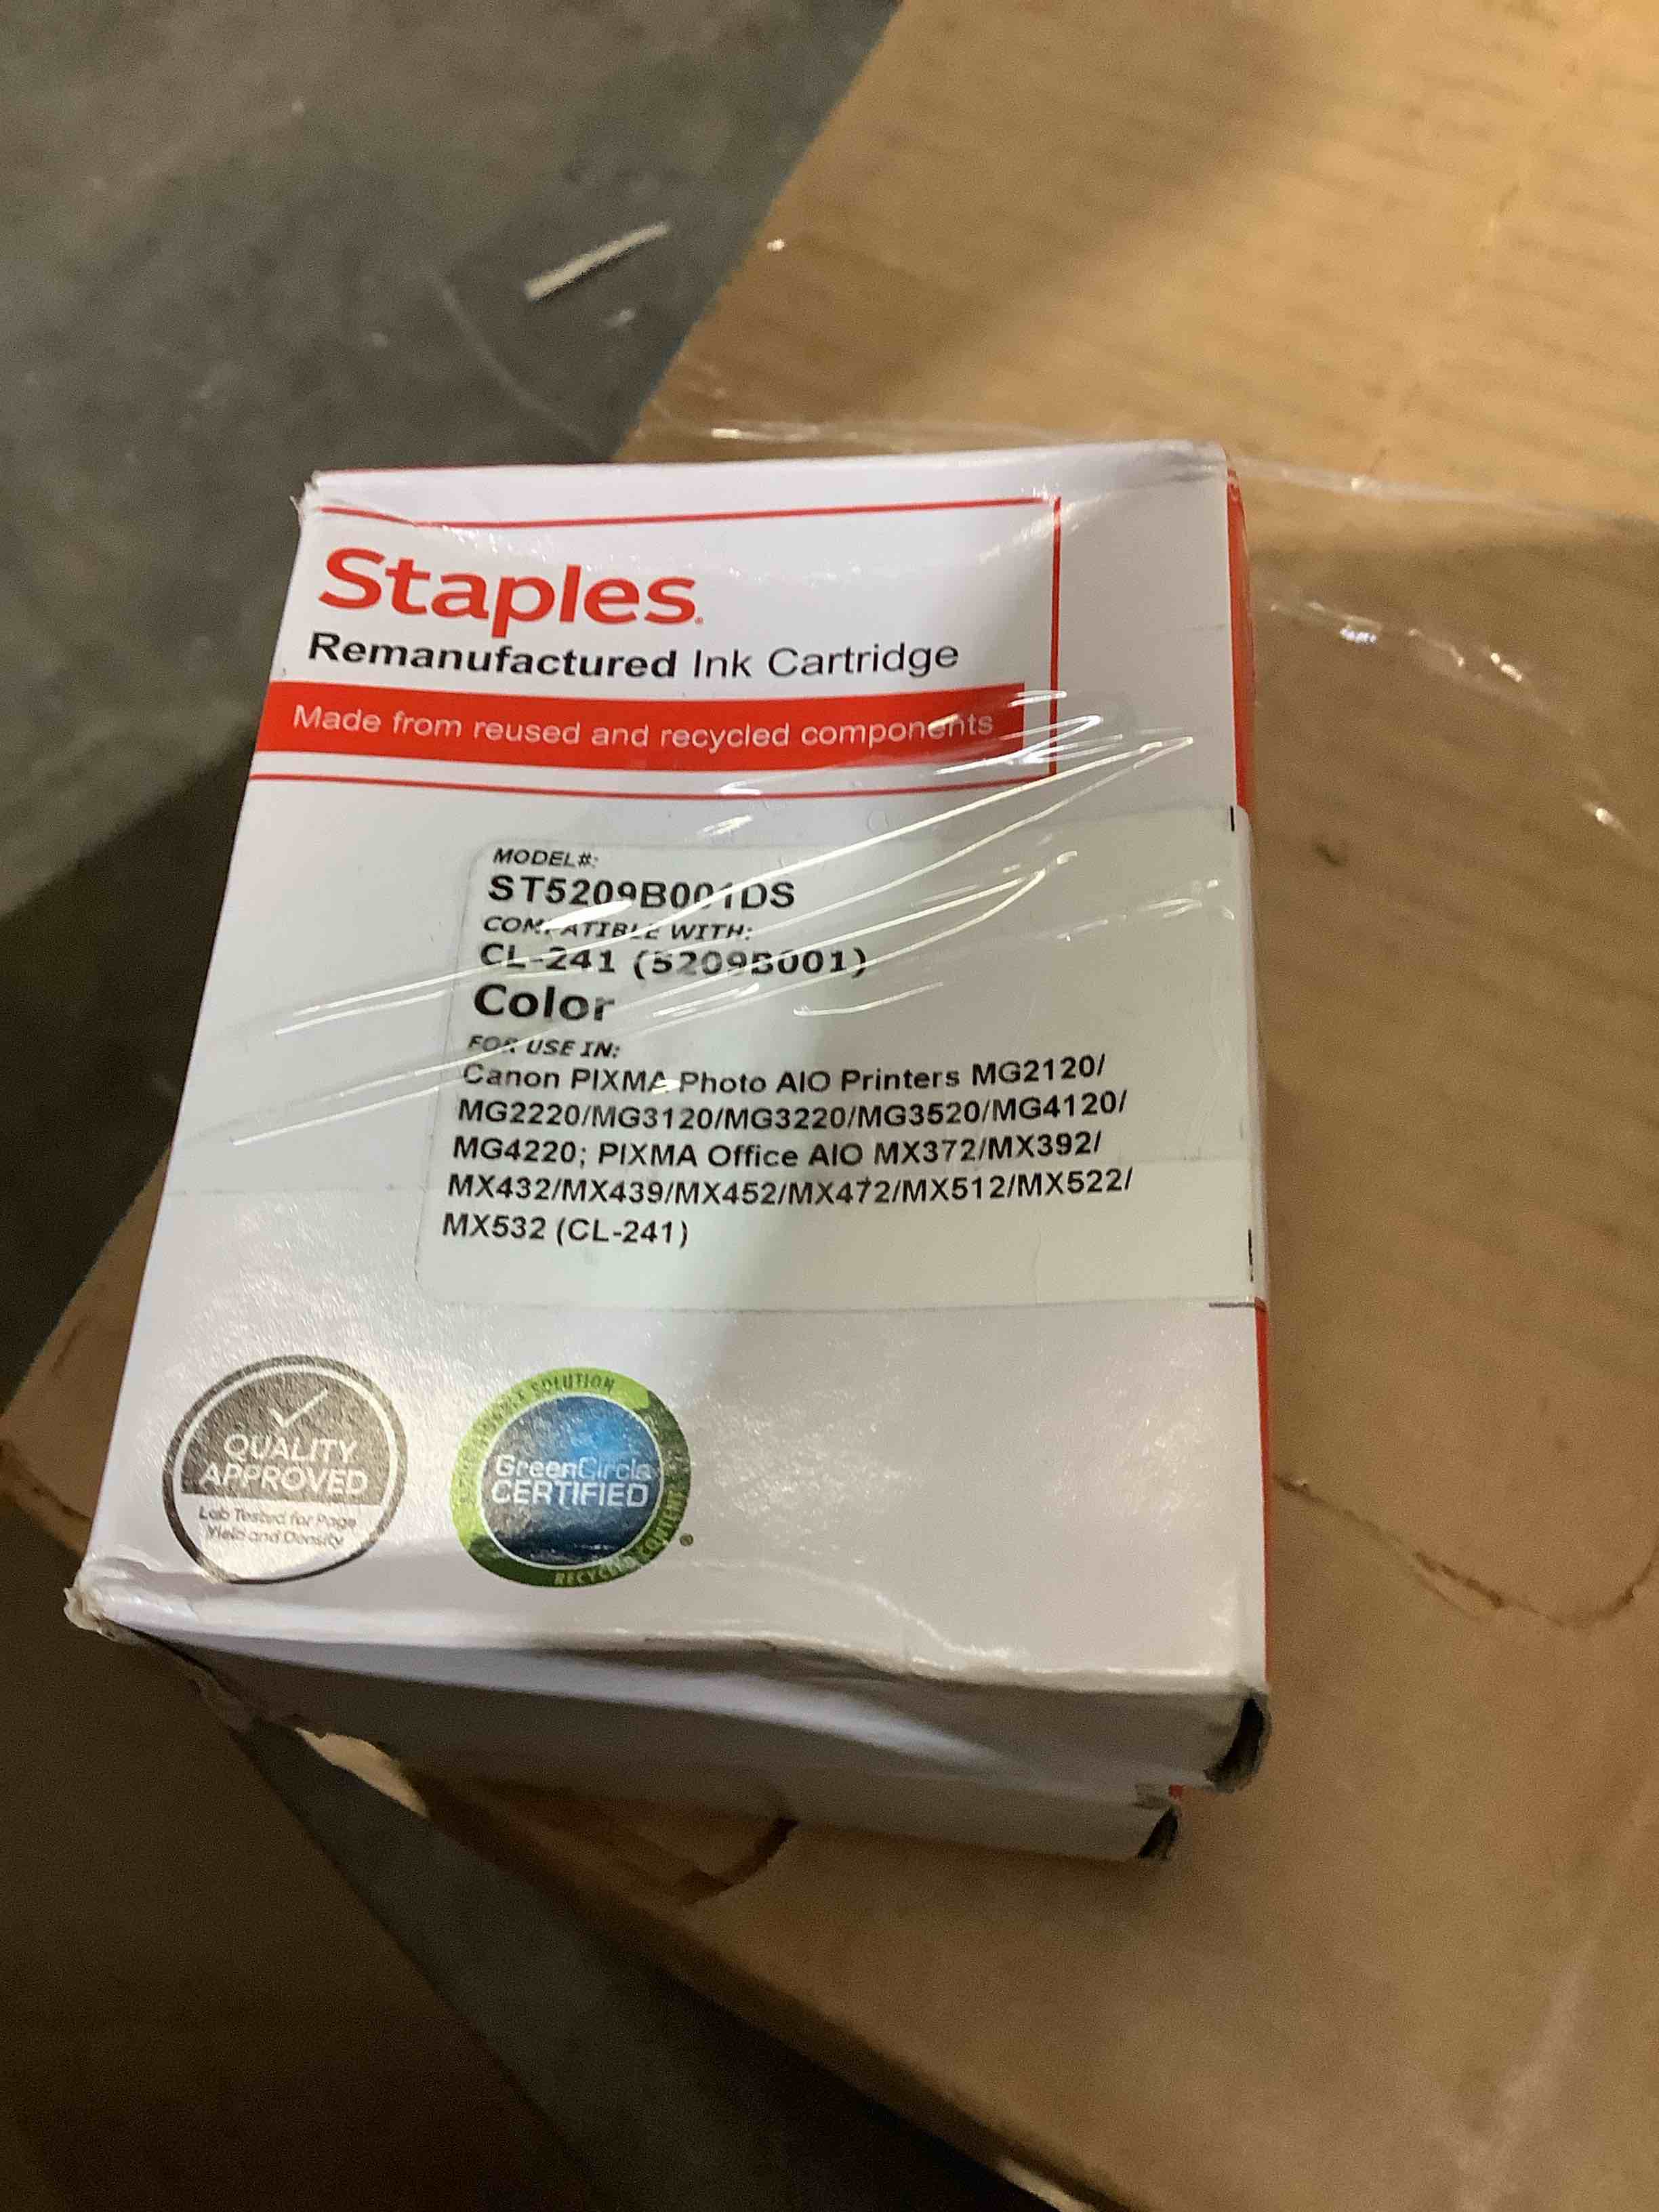 Staples
Remanufactured Ink Cartridge
Made from reused and recycled components
MODEL#:
ST5209B001DS
COMPATIBLE WITH:
CL-241 (5209B001)
Color
FOR USE IN:
Canon PIXMA Photo AIO Printers MG2120/
MG2220/MG3120/MG3220/MG3520/MG4120/
MG4220; PIXMA Office AIO MX372/MX392/
MX432/MX439/MX452/MX472/MX512/MX522/
MX532 (CL-241)
QUALITY
APPROVED
Lab Tested for Page
Yield and Density
SOLUTION
GreenCircle
CERTIFIED
RECYCLED CONTENT
®